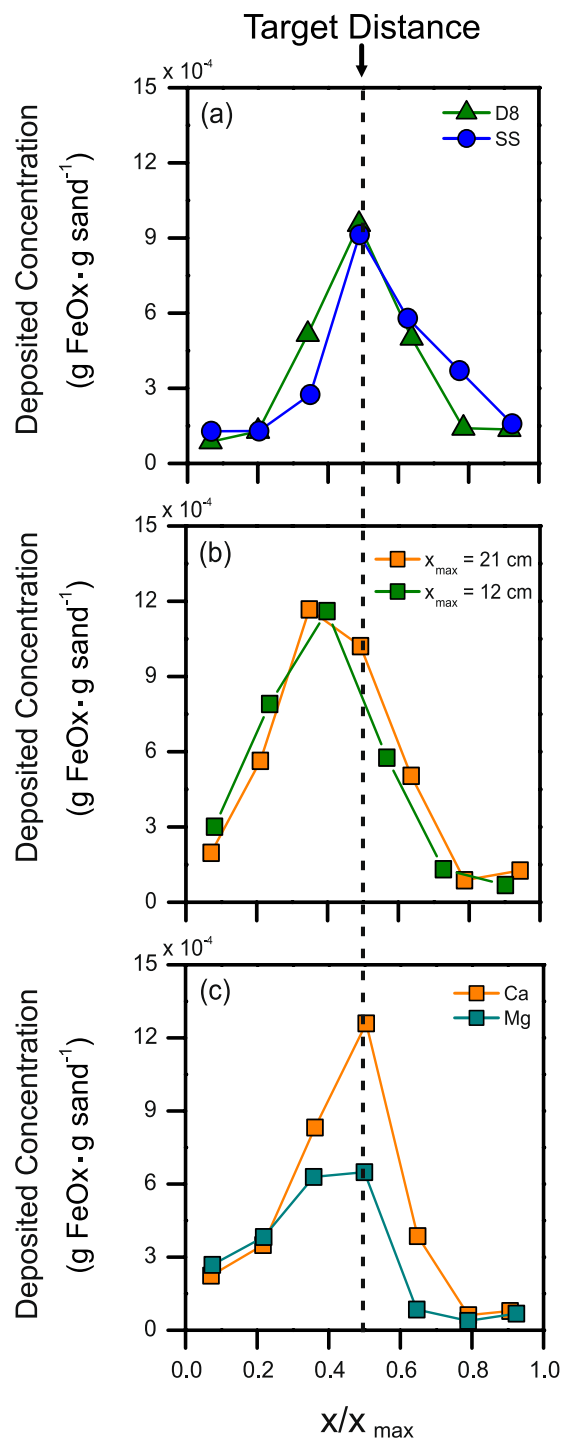 Target Distance
x 10⁻⁴
15
12
9
6
3
0
(a)
D8
SS
Deposited Concentration
(g FeOx · g sand⁻¹)
x 10⁻⁴
15
12
9
6
3
0
(b)
xmax = 21 cm
xmax = 12 cm
Deposited Concentration
(g FeOx · g sand⁻¹)
x 10⁻⁴
15
12
9
6
3
0
(c)
Ca
Mg
Deposited Concentration
(g FeOx · g sand⁻¹)
0.0 0.2 0.4 0.6 0.8 1.0
x/xmax